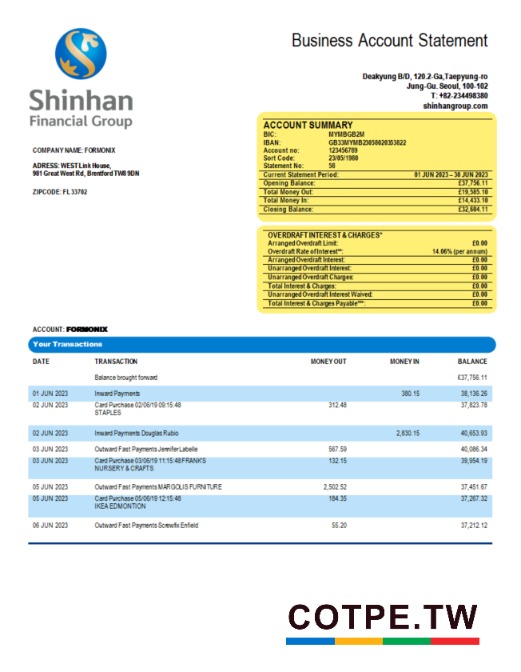 Business Account Statement
Shinhan
Financial Group
Deakyung B/D, 120.2-Ga,Taepyung-ro
Jung-Gu. Seoul, 100-102
T: +82-234498380
shinhangroup.com
COMPANY NAME: FORMONIX
ADRESS: WEST Link House,
981 Great West Rd, Brentford TW8 9DN
ZIPCODE: FL 33702
ACCOUNT SUMMARY
BIC: MYMBGB2M
IBAN: GB33MYMB23058020333822
Account no: 123456789
Sort Code: 23/05/1980
Statement No: 56
Current Statement Period: 01 JUN 2023 – 30 JUN 2023
Opening Balance: £37,756.11
Total Money Out: £19,585.10
Total Money In: £14,433.10
Closing Balance: £32,604.11
OVERDRAFT INTEREST & CHARGES*
Arranged Overdraft Limit: £0.00
Overdraft Rate of Interest**: 14.06% (per annum)
Arranged Overdraft Interest: £0.00
Unarranged Overdraft Interest: £0.00
Unarranged Overdraft Charges: £0.00
Total Interest & Charges: £0.00
Unarranged Overdraft Interest Waived: £0.00
Total Interest & Charges Payable***: £0.00
ACCOUNT: FORMONIX
Your Transactions
DATE TRANSACTION MONEY OUT MONEY IN BALANCE
Balance brought forward £37,756.11
01 JUN 2023 Inward Payments 380.15 38,136.26
02 JUN 2023 Card Purchase 02/06/19 09:15:48 312.48 37,823.78
STAPLES
02 JUN 2023 Inward Payments Douglas Rubio 2,830.15 40,653.93
03 JUN 2023 Outward Fast Payments Jennifer Labelle 567.59 40,086.34
03 JUN 2023 Card Purchase 03/06/19 11:15:48 FRANKS 132.15 39,954.19
NURSERY & CRAFTS
05 JUN 2023 Outward Fast Payments MARGOLIS FURNITURE 2,502.52 37,451.67
05 JUN 2023 Card Purchase 05/06/19 12:15:48 184.35 37,267.32
IKEA EDMONTION
06 JUN 2023 Outward Fast Payments Screwfix Enfield 55.20 37,212.12
COTPE.TW